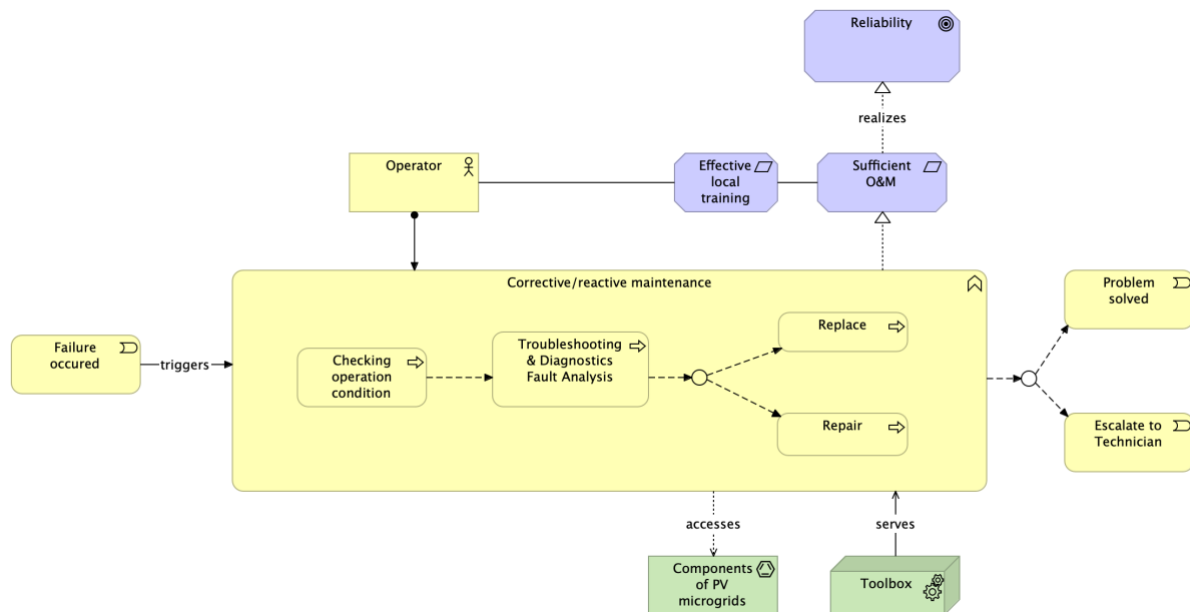 Reliability
realizes
Operator
Effective
local
training
Sufficient
O&M
Corrective/reactive maintenance
Failure
occured
triggers
Checking
operation
condition
Troubleshooting
& Diagnostics
Fault Analysis
Replace
Repair
Problem
solved
Escalate to
Technician
accesses
serves
Components
of PV
microgrids
Toolbox